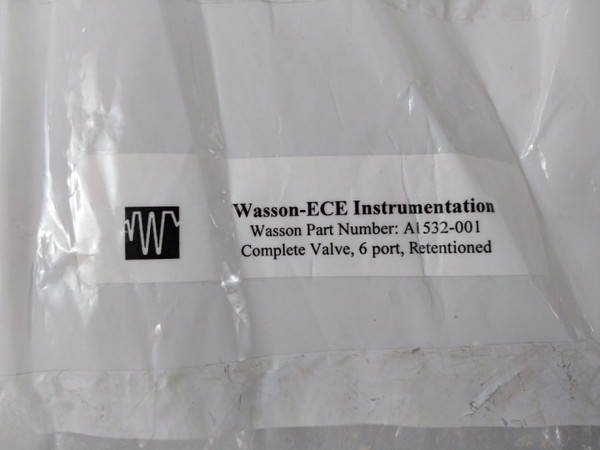 Wasson-ECE Instrumentation
Wasson Part Number: A1532-001
Complete Valve, 6 port, Retentioned